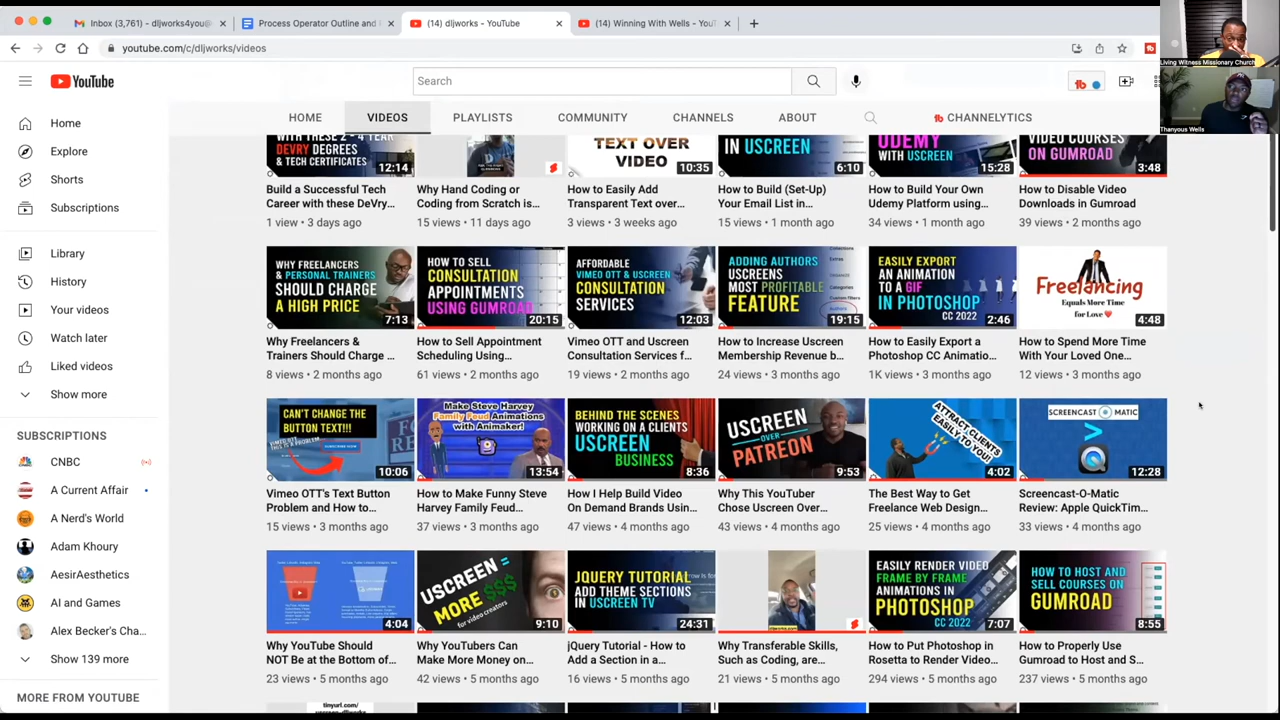 Inbox (3,761) - dljworks4you@
Process Operator Outline and
(14) dljworks - YouTube
(14) Winning With Wells - YouT
youtube.com/c/dljworks/videos
Living Witness Missionary Church
Thanyous Wells
YouTube
Search
HOME
VIDEOS
PLAYLISTS
COMMUNITY
CHANNELS
ABOUT
CHANNELYTICS
Home
Explore
Shorts
Subscriptions
Library
History
Your videos
Watch later
Liked videos
Show more
SUBSCRIPTIONS
CNBC
A Current Affair
A Nerd's World
Adam Khoury
AesirAesthetics
AI and Games
Alex Becker's Cha...
Show 139 more
MORE FROM YOUTUBE
WITH THESE 2 - 4 YEAR
DEVRY DEGREES
& TECH CERTIFICATES
12:14
Build a Successful Tech
Career with these DeVry...
1 view • 3 days ago
Why Hand Coding or
Coding from Scratch is...
15 views • 11 days ago
TEXT OVER
VIDEO
10:35
How to Easily Add
Transparent Text over...
3 views • 3 weeks ago
IN USCREEN
6:10
How to Build (Set-Up)
Your Email List in...
15 views • 1 month ago
UDEMY
WITH USCREEN
15:28
How to Build Your Own
Udemy Platform using...
34 views • 1 month ago
VIDEO COURSES
ON GUMROAD
3:48
How to Disable Video
Downloads in Gumroad
39 views • 2 months ago
WHY FREELANCERS
& PERSONAL TRAINERS
SHOULD CHARGE
A HIGH PRICE
7:13
Why Freelancers &
Trainers Should Charge ...
8 views • 2 months ago
HOW TO SELL
CONSULTATION
APPOINTMENTS
USING GUMROAD
20:15
How to Sell Appointment
Scheduling Using...
61 views • 2 months ago
AFFORDABLE
VIMEO OTT & USCREEN
CONSULTATION
SERVICES
12:03
Vimeo OTT and Uscreen
Consultation Services f...
19 views • 2 months ago
ADDING AUTHORS
USCREENS
MOST PROFITABLE
FEATURE
19:15
How to Increase Uscreen
Membership Revenue b...
24 views • 3 months ago
EASILY EXPORT
AN ANIMATION
TO A GIF
IN PHOTOSHOP
CC 2022
2:46
How to Easily Export a
Photoshop CC Animatio...
1K views • 3 months ago
Freelancing
Equals More Time
for Love
4:48
How to Spend More Time
With Your Loved One...
12 views • 3 months ago
CAN'T CHANGE THE
BUTTON TEXT!!!
10:06
Vimeo OTT's Text Button
Problem and How to...
15 views • 3 months ago
Make Steve Harvey
Family Feud Animations
with Animaker!
13:54
How to Make Funny Steve
Harvey Family Feud...
37 views • 3 months ago
BEHIND THE SCENES
WORKING ON A CLIENTS
USCREEN
BUSINESS
8:36
How I Help Build Video
On Demand Brands Usin...
47 views • 4 months ago
USCREEN
OVER
PATREON
9:53
Why This YouTuber
Chose Uscreen Over...
43 views • 4 months ago
ATTRACT CLIENTS
EASILY TO YOU!
4:02
The Best Way to Get
Freelance Web Design...
25 views • 4 months ago
SCREENCAST-O-MATIC
12:28
Screencast-O-Matic
Review: Apple QuickTim...
33 views • 4 months ago
4:04
Why YouTube Should
NOT Be at the Bottom of...
23 views • 5 months ago
USCREEN =
MORE $$$
for video creators
9:10
Why YouTubers Can
Make More Money on...
42 views • 5 months ago
JQUERY TUTORIAL
ADD THEME SECTIONS
IN USCREEN TV
24:31
jQuery Tutorial - How to
Add a Section in a...
16 views • 5 months ago
Why Transferable Skills,
Such as Coding, are...
21 views • 5 months ago
EASILY RENDER VIDEO
FRAME BY FRAME
ANIMATIONS IN
PHOTOSHOP
CC 2022
7:07
How to Put Photoshop in
Rosetta to Render Video...
294 views • 5 months ago
HOW TO HOST AND
SELL COURSES ON
GUMROAD
8:55
How to Properly Use
Gumroad to Host and S...
237 views • 5 months ago
tinyurl.com/